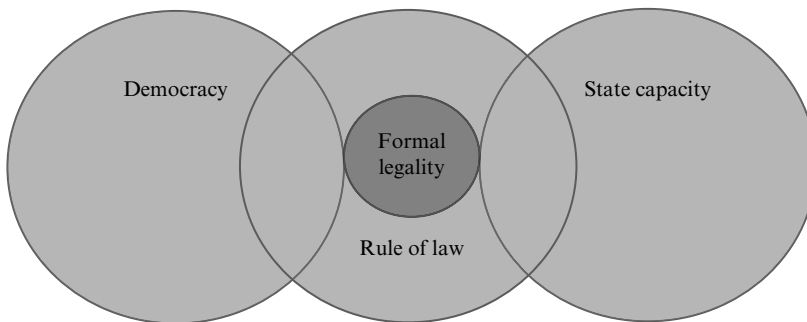 Democracy
State capacity
Formal
legality
Rule of law